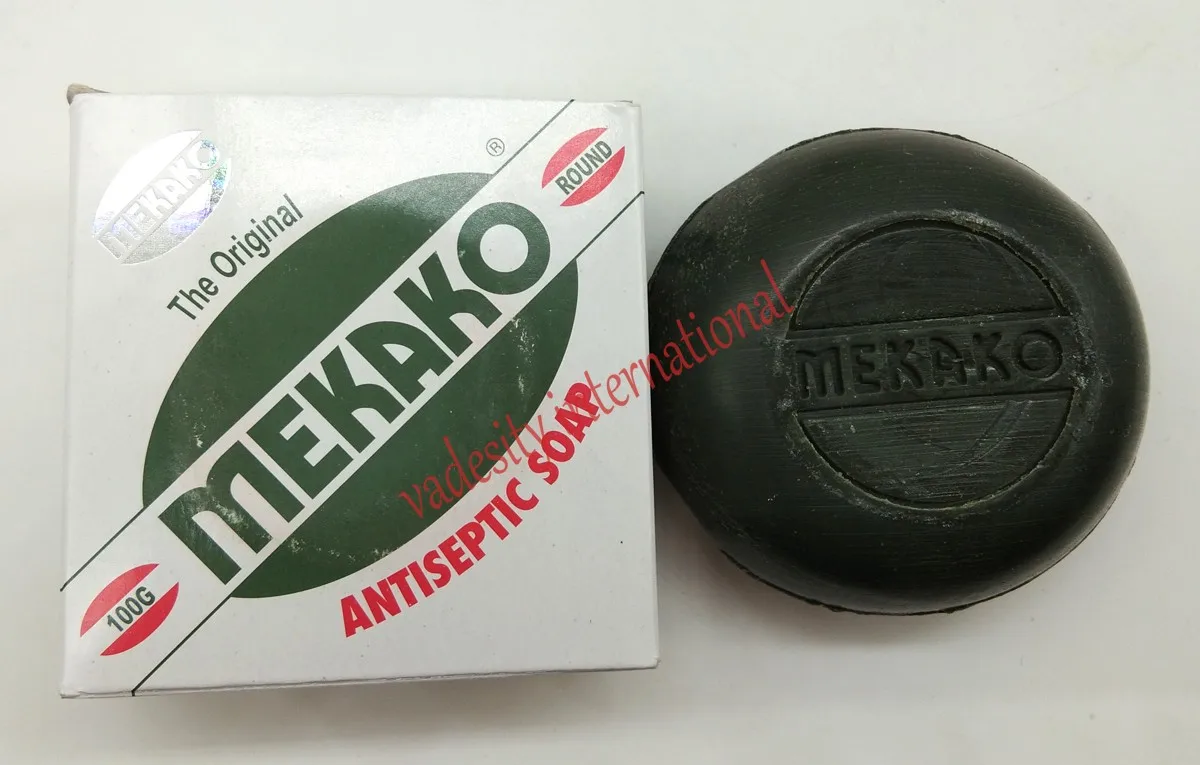 MEKAKO
The Original
®
ROUND
MEKAKO
100G
ANTISEPTIC SOAP
MEKAKO
vadesity international